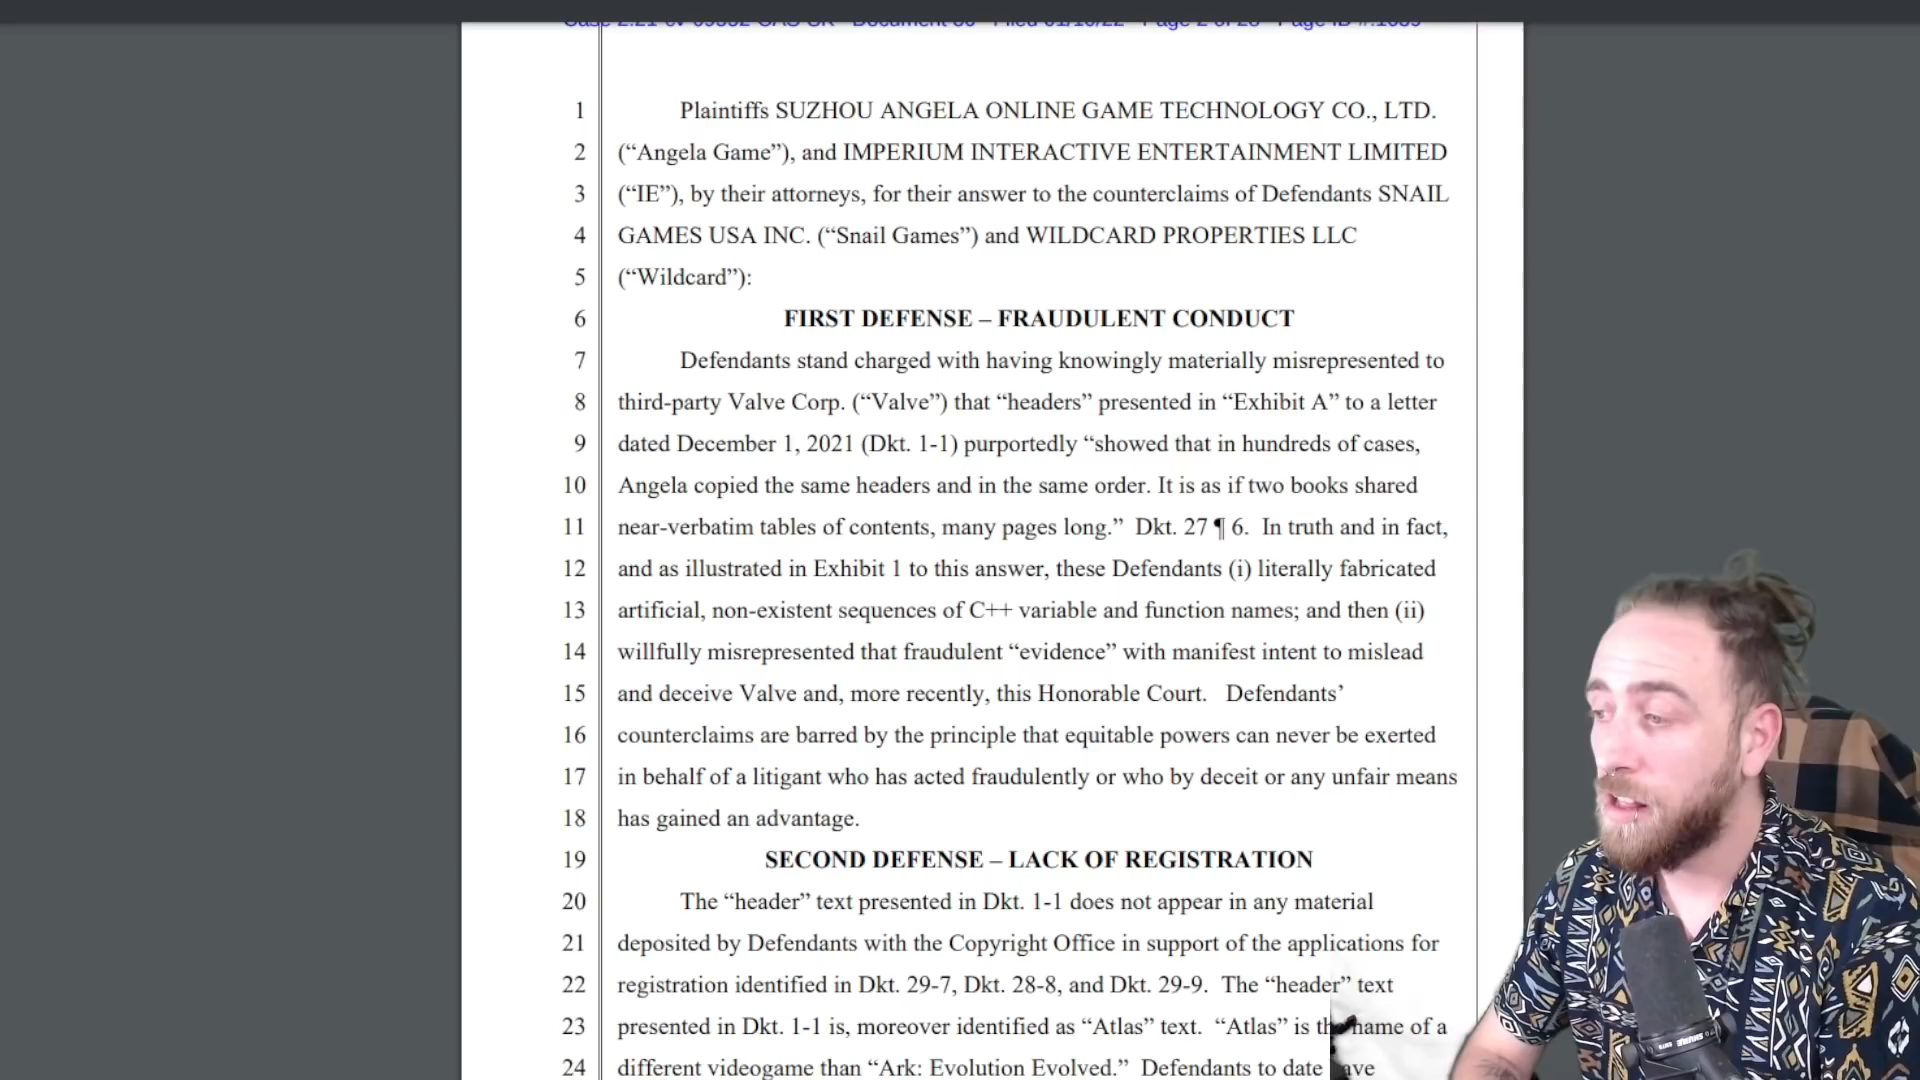 1 Plaintiffs SUZHOU ANGELA ONLINE GAME TECHNOLOGY CO., LTD.
2 (“Angela Game”), and IMPERIUM INTERACTIVE ENTERTAINMENT LIMITED
3 (“IE”), by their attorneys, for their answer to the counterclaims of Defendants SNAIL
4 GAMES USA INC. (“Snail Games”) and WILDCARD PROPERTIES LLC
5 (“Wildcard”):
6 FIRST DEFENSE – FRAUDULENT CONDUCT
7 Defendants stand charged with having knowingly materially misrepresented to
8 third-party Valve Corp. (“Valve”) that “headers” presented in “Exhibit A” to a letter
9 dated December 1, 2021 (Dkt. 1-1) purportedly “showed that in hundreds of cases,
10 Angela copied the same headers and in the same order. It is as if two books shared
11 near-verbatim tables of contents, many pages long.” Dkt. 27 ¶ 6. In truth and in fact,
12 and as illustrated in Exhibit 1 to this answer, these Defendants (i) literally fabricated
13 artificial, non-existent sequences of C++ variable and function names; and then (ii)
14 willfully misrepresented that fraudulent “evidence” with manifest intent to mislead
15 and deceive Valve and, more recently, this Honorable Court. Defendants’
16 counterclaims are barred by the principle that equitable powers can never be exerted
17 in behalf of a litigant who has acted fraudulently or who by deceit or any unfair means
18 has gained an advantage.
19 SECOND DEFENSE – LACK OF REGISTRATION
20 The “header” text presented in Dkt. 1-1 does not appear in any material
21 deposited by Defendants with the Copyright Office in support of the applications for
22 registration identified in Dkt. 29-7, Dkt. 28-8, and Dkt. 29-9. The “header” text
23 presented in Dkt. 1-1 is, moreover identified as “Atlas” text. “Atlas” is the name of a
24 different videogame than “Ark: Evolution Evolved.” Defendants to date have